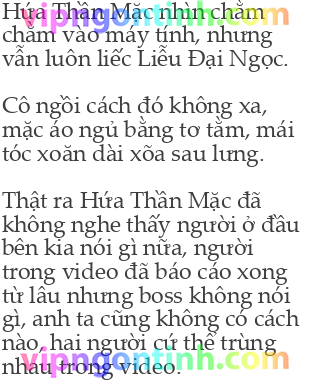 Hứa Thần Mặc nhìn chằm
chằm vào máy tính, nhưng
vẫn luôn liếc Liễu Đại Ngọc.
Cô ngồi cách đó không xa,
mặc áo ngủ bằng tơ tằm, mái
tóc xoăn dài xõa sau lưng.
Thật ra Hứa Thần Mặc đã
không nghe thấy người ở đầu
bên kia nói gì nữa, người
trong video đã báo cáo xong
từ lâu nhưng boss không nói
gì, anh ta cũng không có cách
nào, hai người cứ thế trùng
nhau trong video.
vipngontinh.com
vipngontinh.com